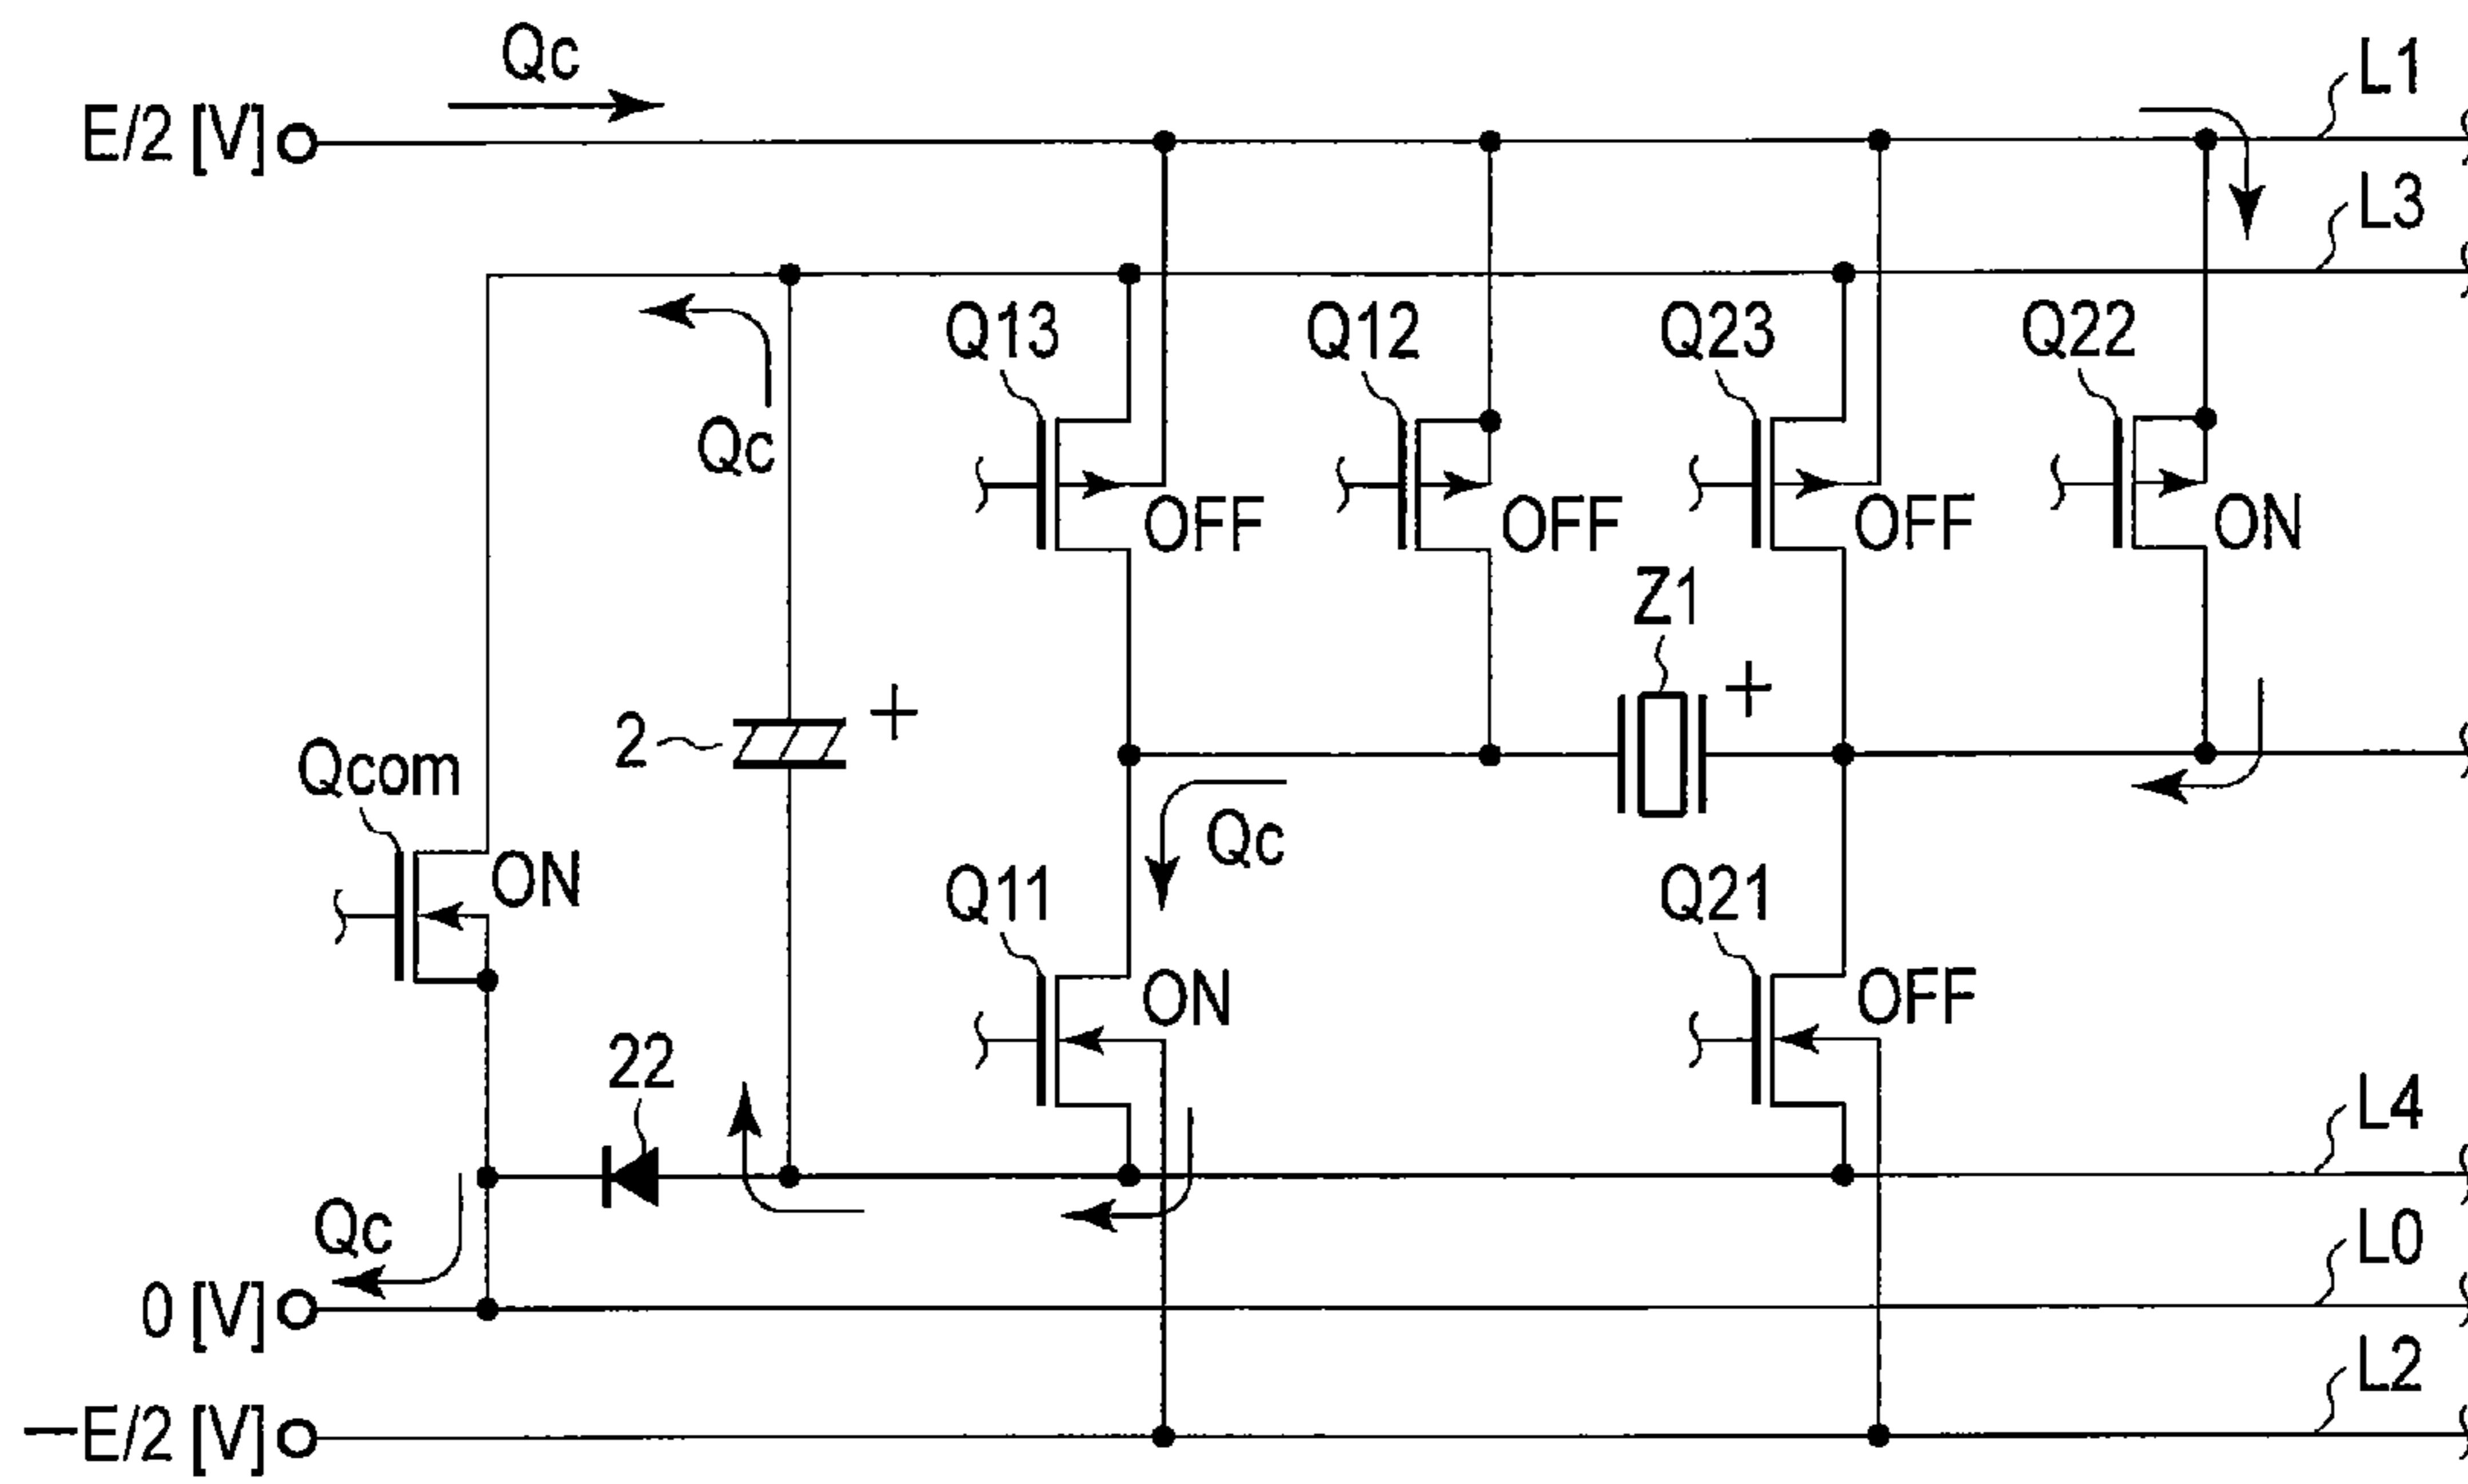 Qc
L1
E/2 [V]
L3
Q13
Q12
Q23
Q22
Qc
OFF
OFF
OFF
ON
Z1
+
+
2
Qcom
Qc
ON
Q11
Q21
ON
OFF
22
L4
Qc
L0
0 [V]
L2
−E/2 [V]